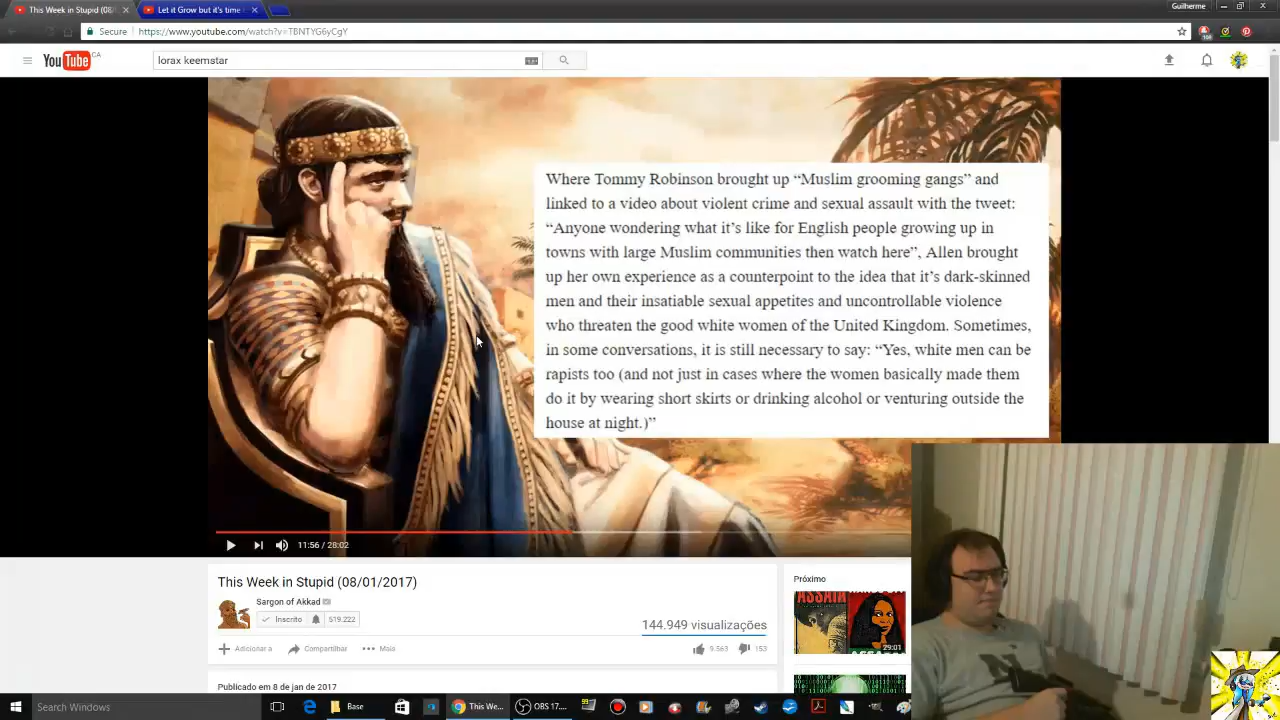 Guilherme
This Week in Stupid (08/
Let it Grow but it's time
Secure
https://www.youtube.com/watch?v=TBNTYG6yCgY
YouTube CA
lorax keemstar
Where Tommy Robinson brought up “Muslim grooming gangs” and
linked to a video about violent crime and sexual assault with the tweet:
“Anyone wondering what it’s like for English people growing up in
towns with large Muslim communities then watch here”, Allen brought
up her own experience as a counterpoint to the idea that it’s dark-skinned
men and their insatiable sexual appetites and uncontrollable violence
who threaten the good white women of the United Kingdom. Sometimes,
in some conversations, it is still necessary to say: “Yes, white men can be
rapists too (and not just in cases where the women basically made them
do it by wearing short skirts or drinking alcohol or venturing outside the
house at night.)”
11:56 / 28:02
This Week in Stupid (08/01/2017)
Próximo
Sargon of Akkad
Inscrito
519.222
144.949 visualizações
29:01
Adicionar a
Compartilhar
Mais
9.563
153
Publicado em 8 de jan de 2017
Search Windows
Base
This We...
OBS 17....